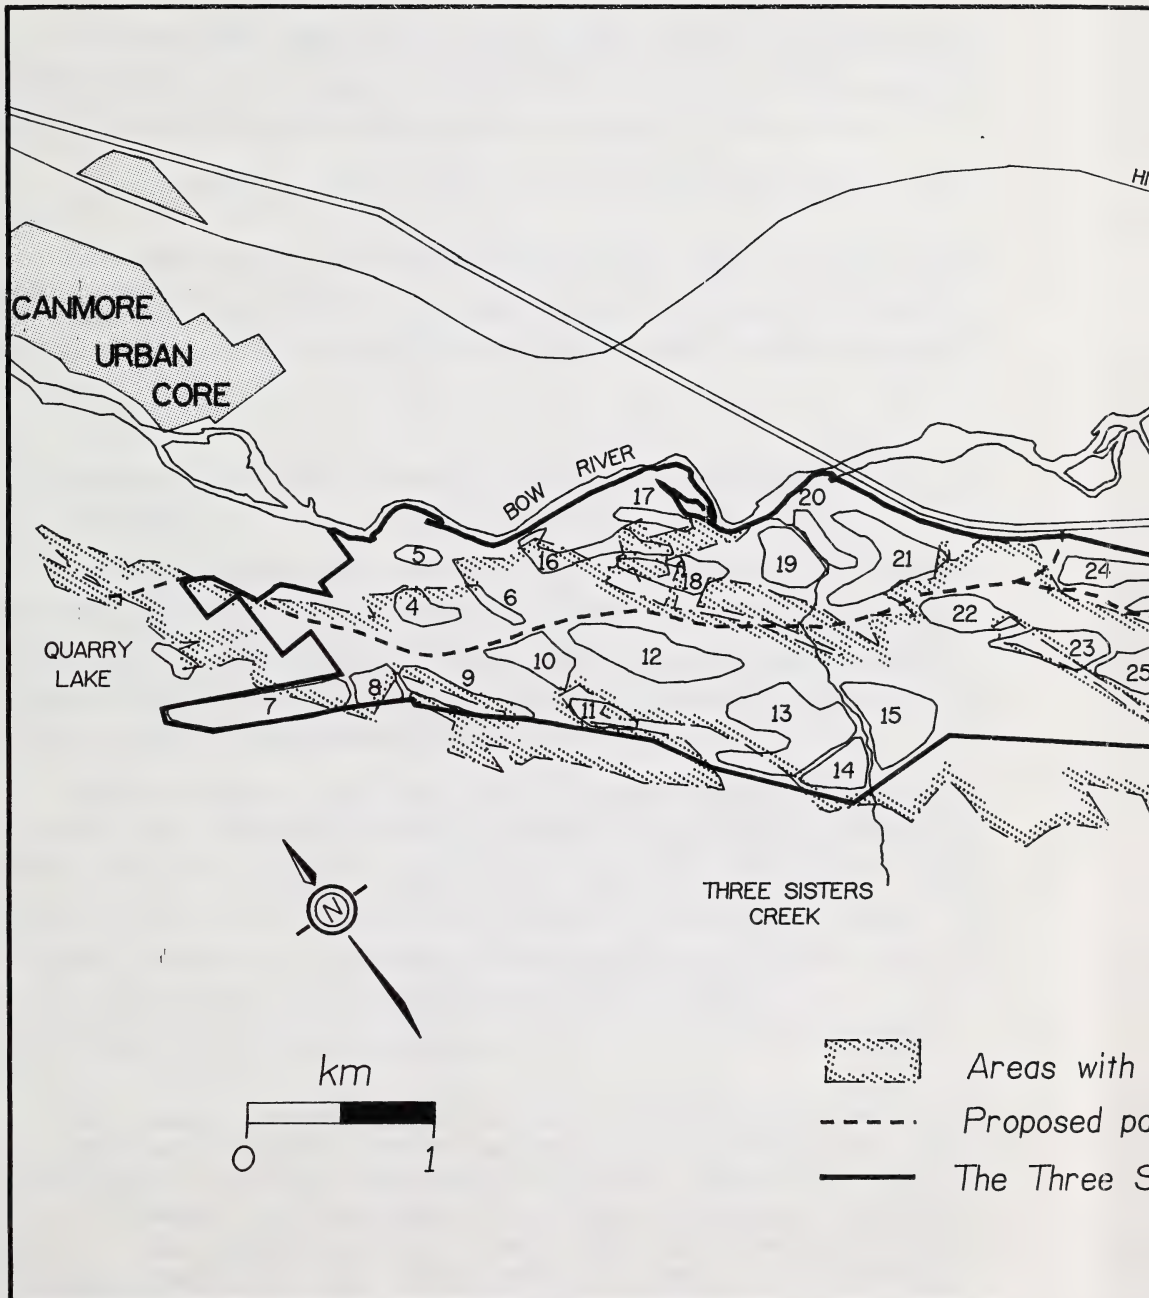 HI
CANMORE
URBAN
CORE
BOW RIVER
17
20
5
16
19
21
18
24
4
6
22
QUARRY
LAKE
10
12
23
25
9
8
7
11
13
15
14
THREE SISTERS
CREEK
N
km
0 1
Areas with
Proposed pa
The Three S